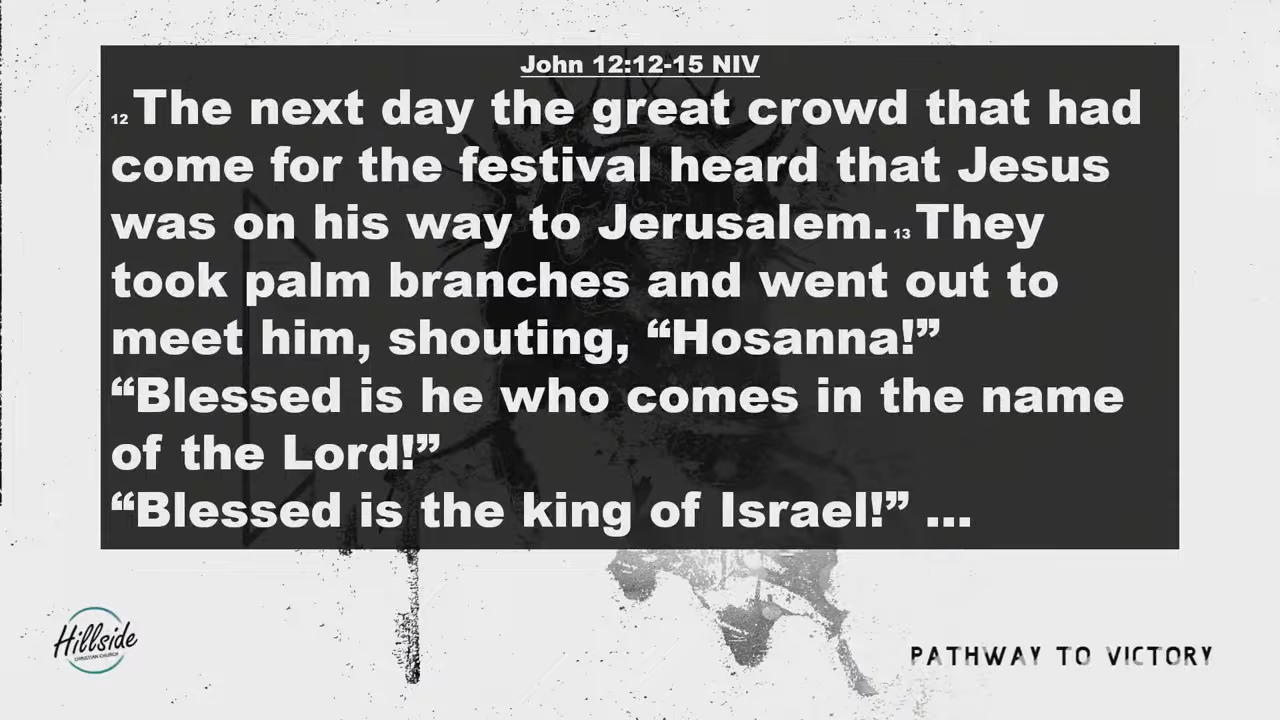 John 12:12-15 NIV
12 The next day the great crowd that had
come for the festival heard that Jesus
was on his way to Jerusalem. 13 They
took palm branches and went out to
meet him, shouting, “Hosanna!”
“Blessed is he who comes in the name
of the Lord!”
“Blessed is the king of Israel!” ...
Hillside
CHRISTIAN CHURCH
PATHWAY TO VICTORY